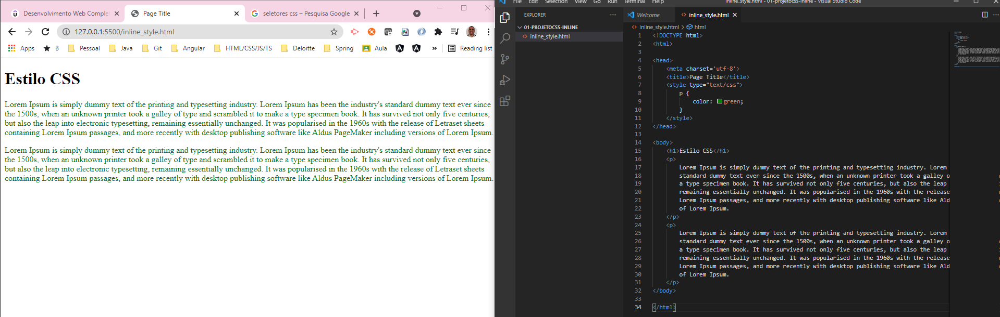 Desenvolvimento Web Comple
Page Title
seletores css – Pesquisa Google
127.0.0.1:5500/inline_style.html
Apps
B
Pessoal
Java
Git
Angular
HTML/CSS/JS/TS
Deloitte
Spring
Aula
»
Reading list
Estilo CSS
Lorem Ipsum is simply dummy text of the printing and typesetting industry. Lorem Ipsum has been the industry's standard dummy text ever since
the 1500s, when an unknown printer took a galley of type and scrambled it to make a type specimen book. It has survived not only five centuries,
but also the leap into electronic typesetting, remaining essentially unchanged. It was popularised in the 1960s with the release of Letraset sheets
containing Lorem Ipsum passages, and more recently with desktop publishing software like Aldus PageMaker including versions of Lorem Ipsum.
Lorem Ipsum is simply dummy text of the printing and typesetting industry. Lorem Ipsum has been the industry's standard dummy text ever since
the 1500s, when an unknown printer took a galley of type and scrambled it to make a type specimen book. It has survived not only five centuries,
but also the leap into electronic typesetting, remaining essentially unchanged. It was popularised in the 1960s with the release of Letraset sheets
containing Lorem Ipsum passages, and more recently with desktop publishing software like Aldus PageMaker including versions of Lorem Ipsum.
File Edit Selection View Go Run Terminal Help
inline_style.html - 01-projetocss-inline - Visual Studio Code
EXPLORER
01-PROJETOCSS-INLINE
inline_style.html
Welcome
inline_style.html
inline_style.html > html
1 <!DOCTYPE html>
2 <html>
3
4 <head>
5 <meta charset='utf-8'>
6 <title>Page Title</title>
7 <style type="text/css">
8 p {
9 color: green;
10 }
11 </style>
12 </head>
13
14 <body>
15 <h1>Estilo CSS</h1>
16 <p>
17 Lorem Ipsum is simply dummy text of the printing and typesetting industry. Lorem
18 standard dummy text ever since the 1500s, when an unknown printer took a galley o
19 a type specimen book. It has survived not only five centuries, but also the leap
20 remaining essentially unchanged. It was popularised in the 1960s with the release
21 Lorem Ipsum passages, and more recently with desktop publishing software like Ald
22 of Lorem Ipsum.
23 </p>
24 <p>
25 Lorem Ipsum is simply dummy text of the printing and typesetting industry. Lorem
26 standard dummy text ever since the 1500s, when an unknown printer took a galley o
27 a type specimen book. It has survived not only five centuries, but also the leap
28 remaining essentially unchanged. It was popularised in the 1960s with the release
29 Lorem Ipsum passages, and more recently with desktop publishing software like Ald
30 of Lorem Ipsum.
31 </p>
32 </body>
33
34 </html>